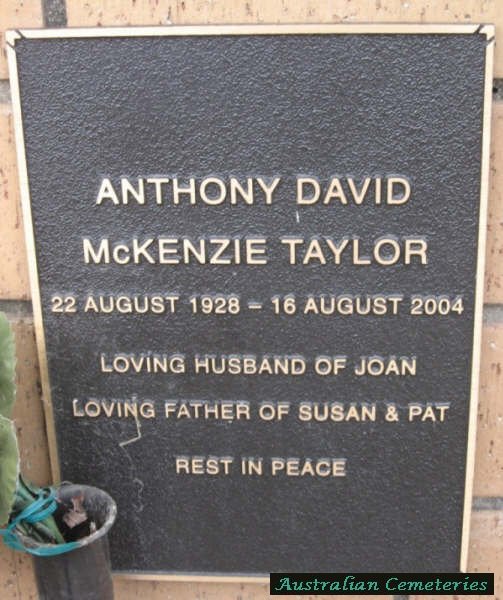 ANTHONY DAVID
McKENZIE TAYLOR
22 AUGUST 1928 – 16 AUGUST 2004
LOVING HUSBAND OF JOAN
LOVING FATHER OF SUSAN & PAT
REST IN PEACE
Australian Cemeteries